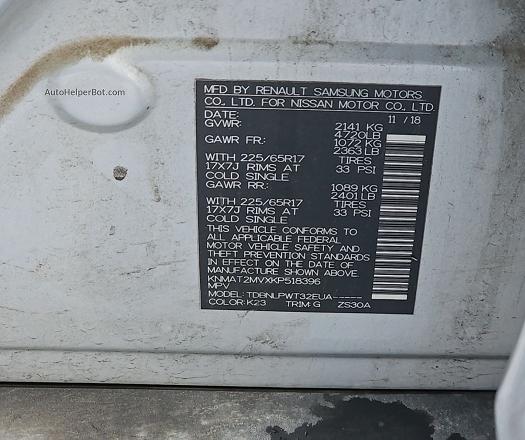 AutoHelperBot.com
MFD BY RENAULT SAMSUNG MOTORS
CO., LTD. FOR NISSAN MOTOR CO., LTD.
DATE: 11 / 18
GVWR: 2141 KG
4720LB
GAWR FR: 1072 KG
2363 LB
WITH 225/65R17 TIRES
17X7J RIMS AT 33 PSI
COLD SINGLE
GAWR RR: 1089 KG
2401 LB
WITH 225/65R17 TIRES
17X7J RIMS AT 33 PSI
COLD SINGLE
THIS VEHICLE CONFORMS TO
ALL APPLICABLE FEDERAL
MOTOR VEHICLE SAFETY AND
THEFT PREVENTION STANDARDS
IN EFFECT ON THE DATE OF
MANUFACTURE SHOWN ABOVE.
KNMAT2MVXKP518396
MPV
MODEL: TDBNLPWT32EUA-----
COLOR: K23 TRIM: G ZS30A